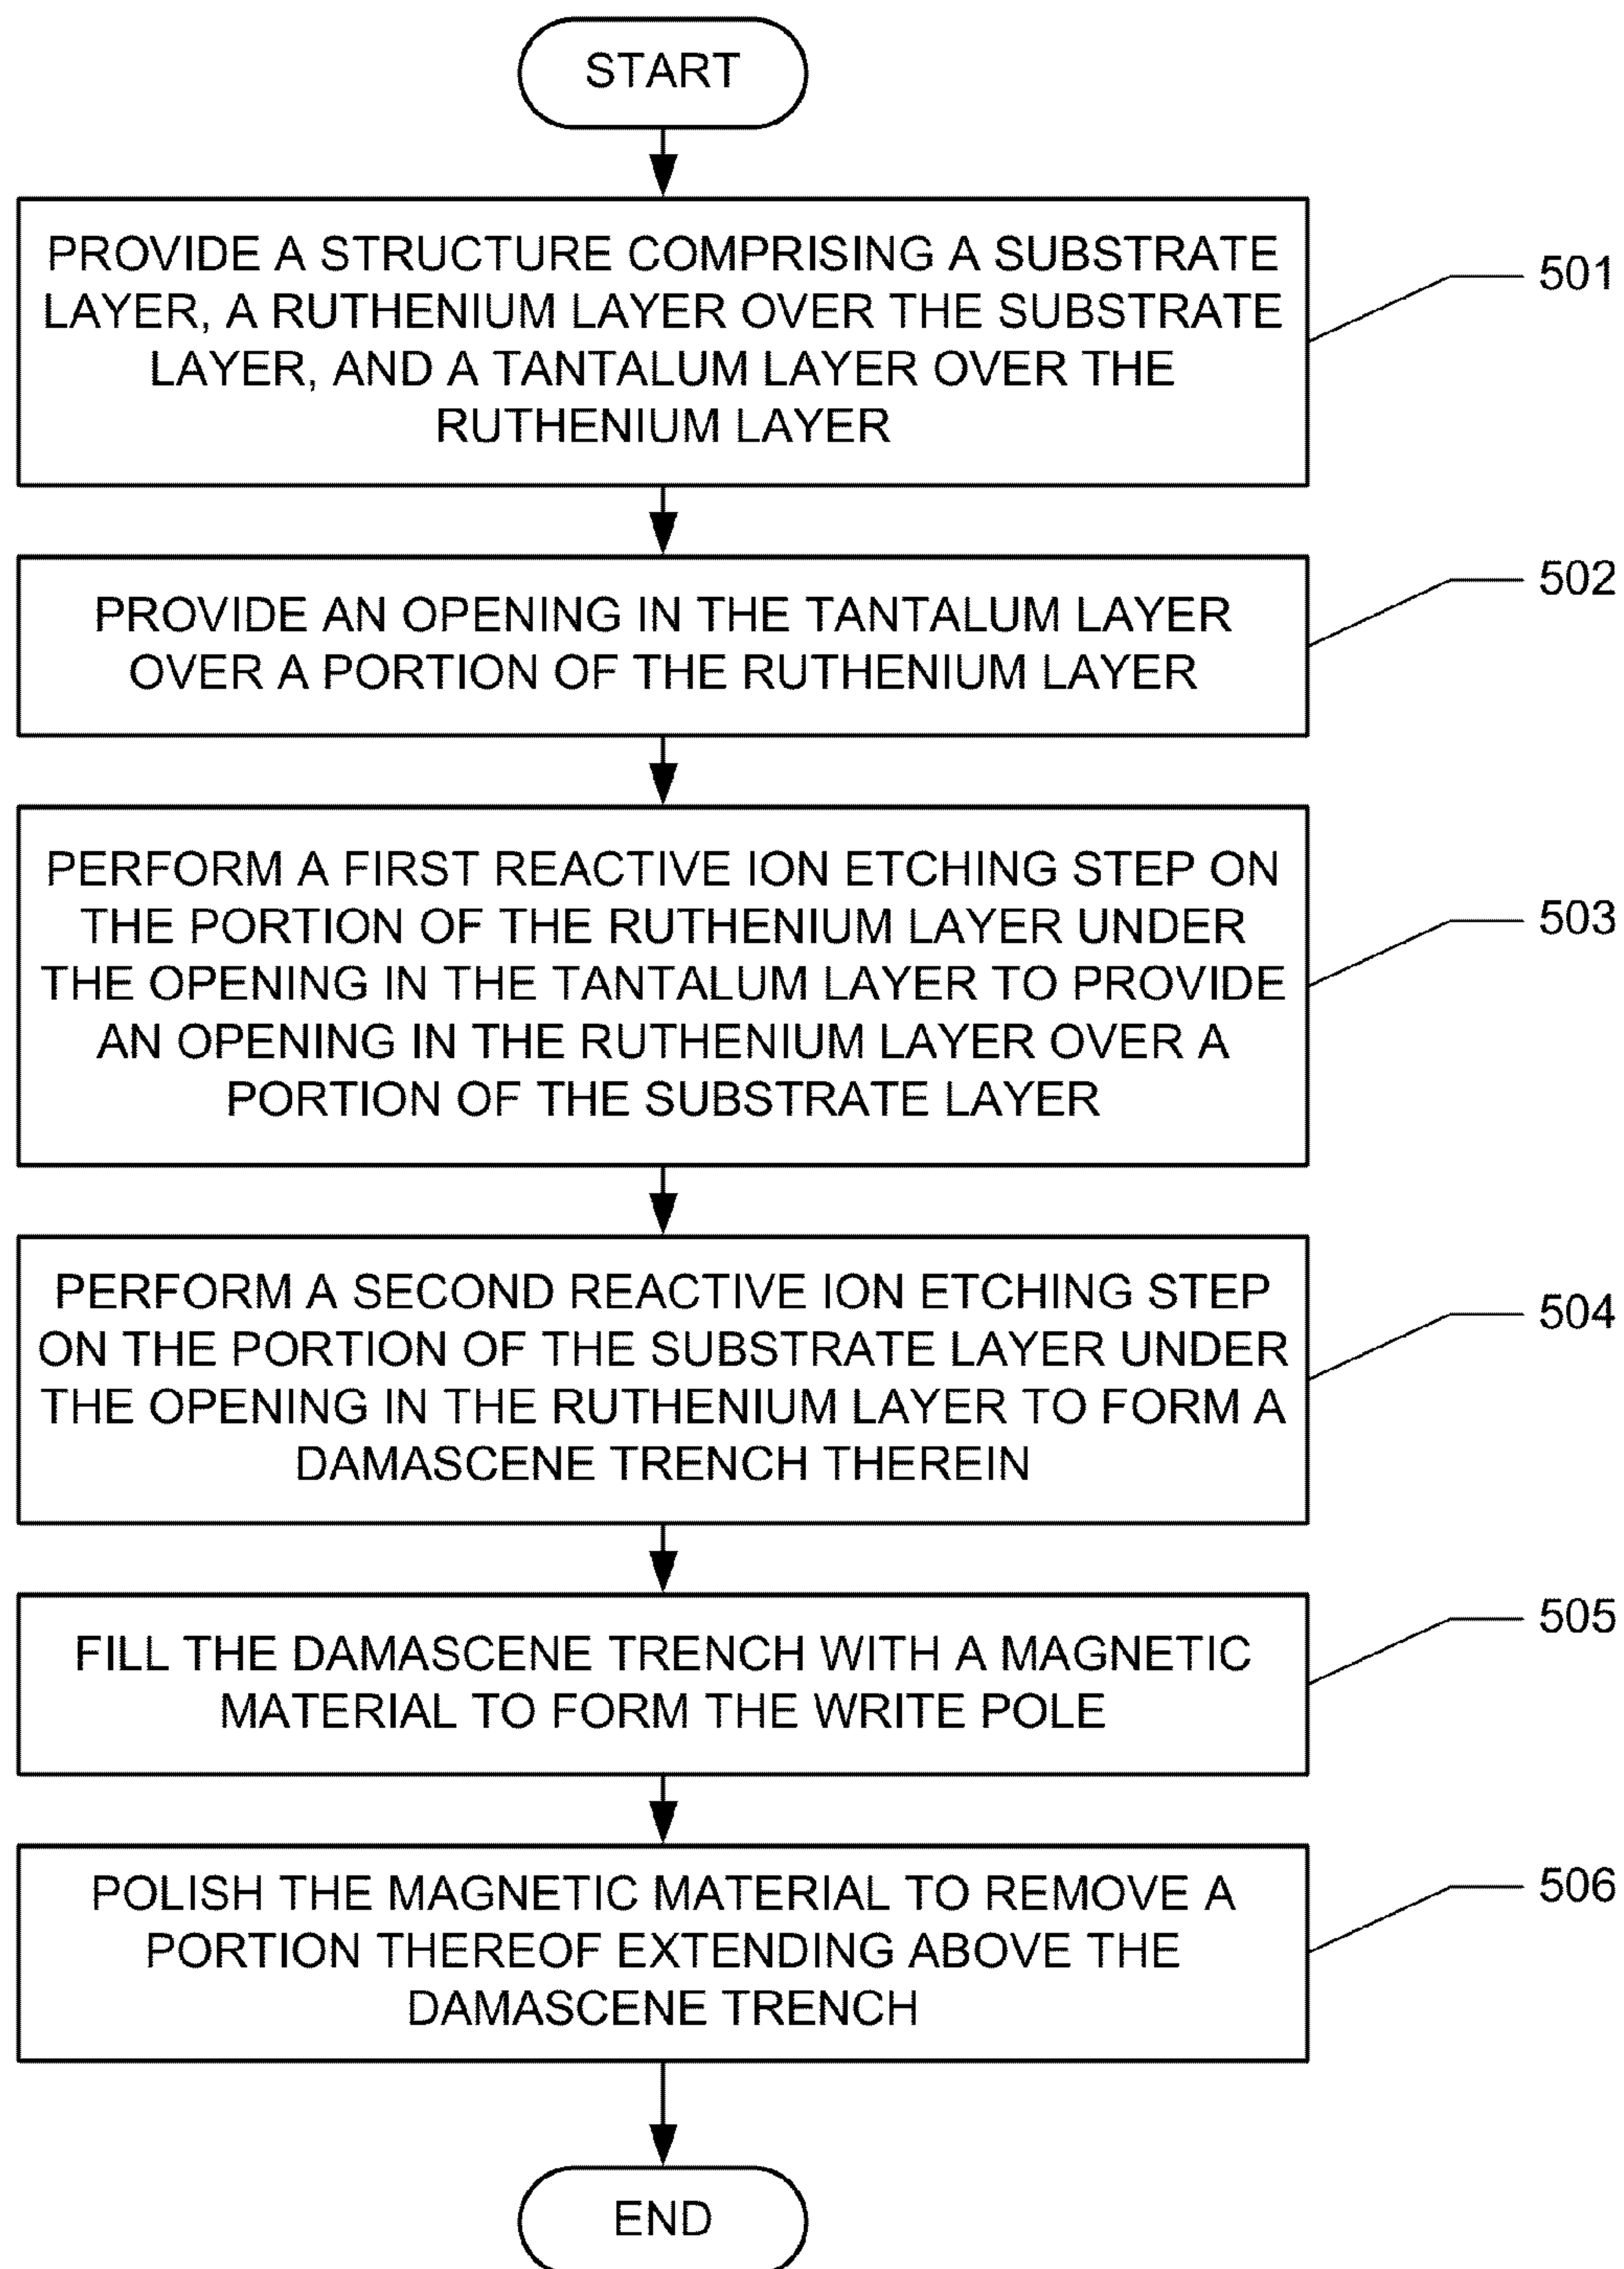 START
PROVIDE A STRUCTURE COMPRISING A SUBSTRATE
LAYER, A RUTHENIUM LAYER OVER THE SUBSTRATE
LAYER, AND A TANTALUM LAYER OVER THE
RUTHENIUM LAYER
501
PROVIDE AN OPENING IN THE TANTALUM LAYER
OVER A PORTION OF THE RUTHENIUM LAYER
502
PERFORM A FIRST REACTIVE ION ETCHING STEP ON
THE PORTION OF THE RUTHENIUM LAYER UNDER
THE OPENING IN THE TANTALUM LAYER TO PROVIDE
AN OPENING IN THE RUTHENIUM LAYER OVER A
PORTION OF THE SUBSTRATE LAYER
503
PERFORM A SECOND REACTIVE ION ETCHING STEP
ON THE PORTION OF THE SUBSTRATE LAYER UNDER
THE OPENING IN THE RUTHENIUM LAYER TO FORM A
DAMASCENE TRENCH THEREIN
504
FILL THE DAMASCENE TRENCH WITH A MAGNETIC
MATERIAL TO FORM THE WRITE POLE
505
POLISH THE MAGNETIC MATERIAL TO REMOVE A
PORTION THEREOF EXTENDING ABOVE THE
DAMASCENE TRENCH
506
END